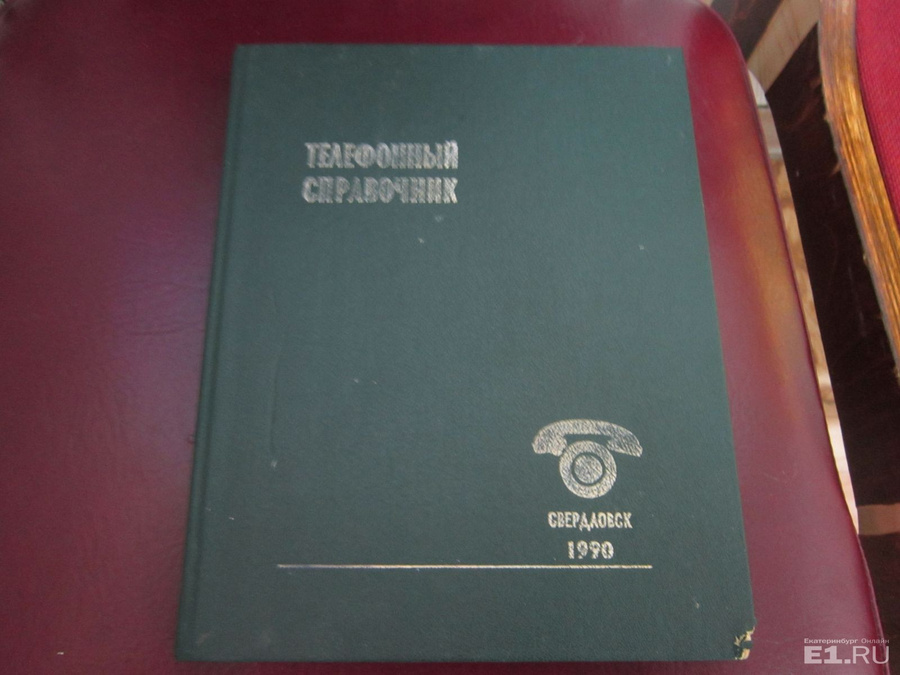 ТЕЛЕФОННЫЙ
СПРАВОЧНИК
СВЕРДЛОВСК
1990
Екатеринбург Онлайн
E1.RU